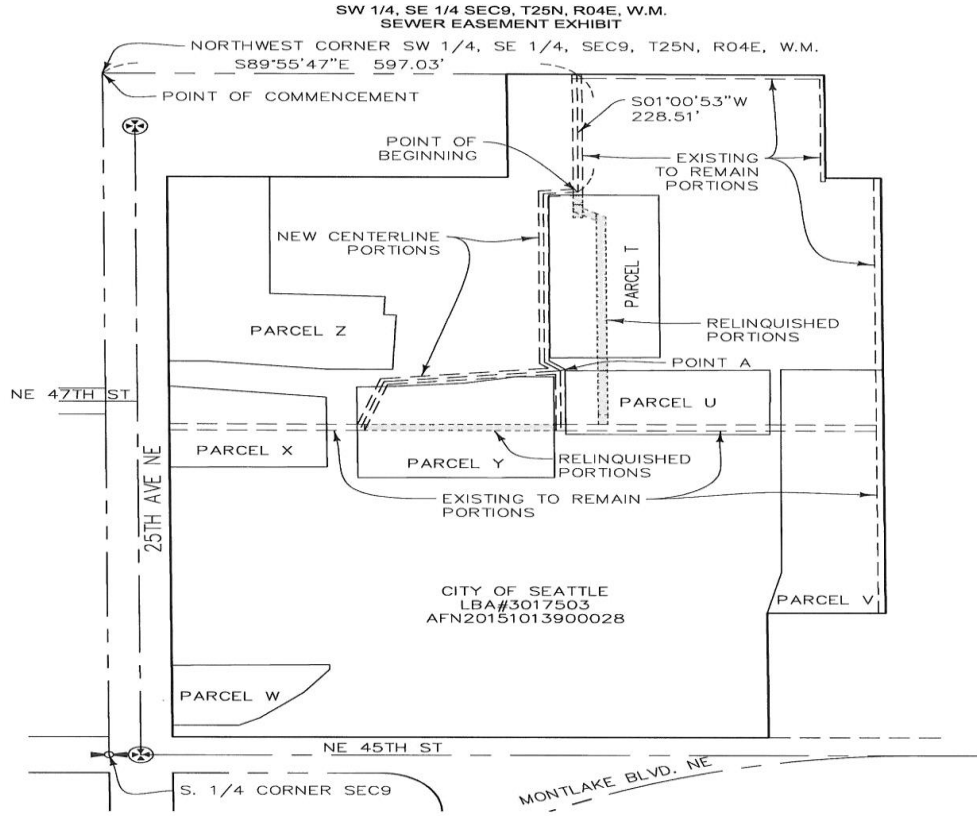 SW 1/4, SE 1/4 SEC9, T25N, R04E, W.M.
SEWER EASEMENT EXHIBIT
NORTHWEST CORNER SW 1/4, SE 1/4, SEC9, T25N, R04E, W.M.
S89°55'47"E 597.03'
POINT OF COMMENCEMENT
S01°00'53"W
228.51'
POINT OF
BEGINNING
EXISTING
TO REMAIN
PORTIONS
NEW CENTERLINE
PORTIONS
PARCEL T
PARCEL Z
RELINQUISHED
PORTIONS
POINT A
NE 47TH ST
PARCEL U
PARCEL X
PARCEL Y
RELINQUISHED
PORTIONS
EXISTING TO REMAIN
PORTIONS
25TH AVE NE
CITY OF SEATTLE
LBA#3017503
AFN20151013900028
PARCEL V
PARCEL W
NE 45TH ST
S. 1/4 CORNER SEC9
MONTLAKE BLVD. NE